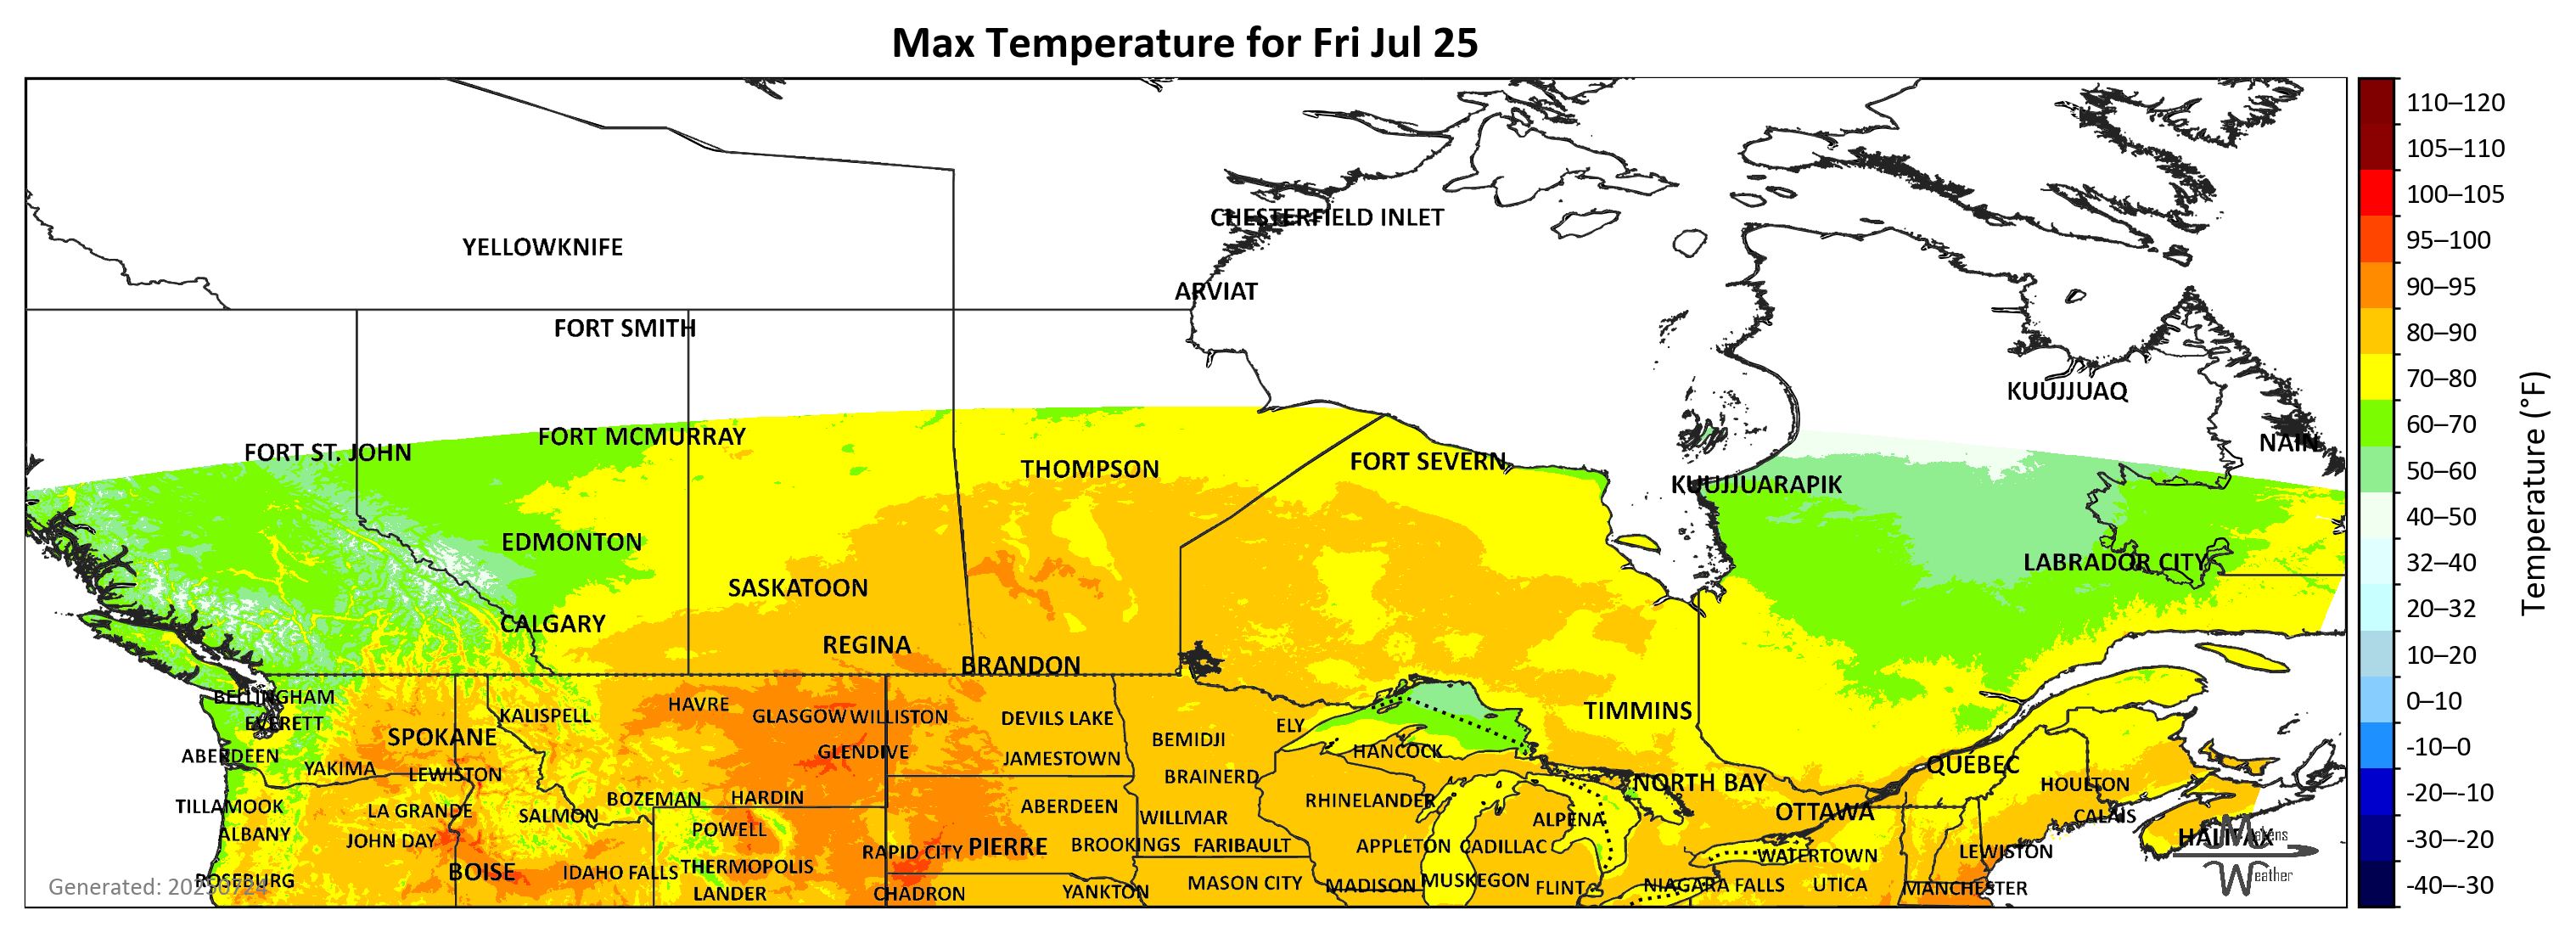 Max Temperature for Fri Jul 25
110–120
105–110
100–105
95–100
90–95
80–90
70–80
60–70
50–60
40–50
32–40
20–32
10–20
0–10
-10–0
-20–-10
-30–-20
-40–-30
Temperature (°F)
CHESTERFIELD INLET
YELLOWKNIFE
ARVIAT
FORT SMITH
KUUJJUAQ
NAIN
FORT MCMURRAY
FORT ST. JOHN
THOMPSON
FORT SEVERN
KUUJJUARAPIK
EDMONTON
LABRADOR CITY
SASKATOON
CALGARY
REGINA
BRANDON
BELLINGHAM
HAVRE
KALISPELL
GLASGOW
WILLISTON
DEVILS LAKE
TIMMINS
EVERETT
ELY
SPOKANE
BEMIDJI
GLENDIVE
HANCOCK
ABERDEEN
JAMESTOWN
QUÉBEC
YAKIMA
LEWISTON
BRAINERD
NORTH BAY
HOULTON
BOZEMAN
HARDIN
RHINELANDER
TILLAMOOK
LA GRANDE
SALMON
ABERDEEN
WILLMAR
ALPENA
OTTAWA
CALAIS
ALBANY
JOHN DAY
POWELL
HALIFAX
Makens
Weather
RAPID CITY
PIERRE
BROOKINGS
FARIBAULT
APPLETON
CADILLAC
WATERTOWN
LEWISTON
BOISE
IDAHO FALLS
THERMOPOLIS
ROSEBURG
Generated: 20250724
LANDER
CHADRON
YANKTON
MASON CITY
MADISON
MUSKEGON
FLINT
NIAGARA FALLS
UTICA
MANCHESTER